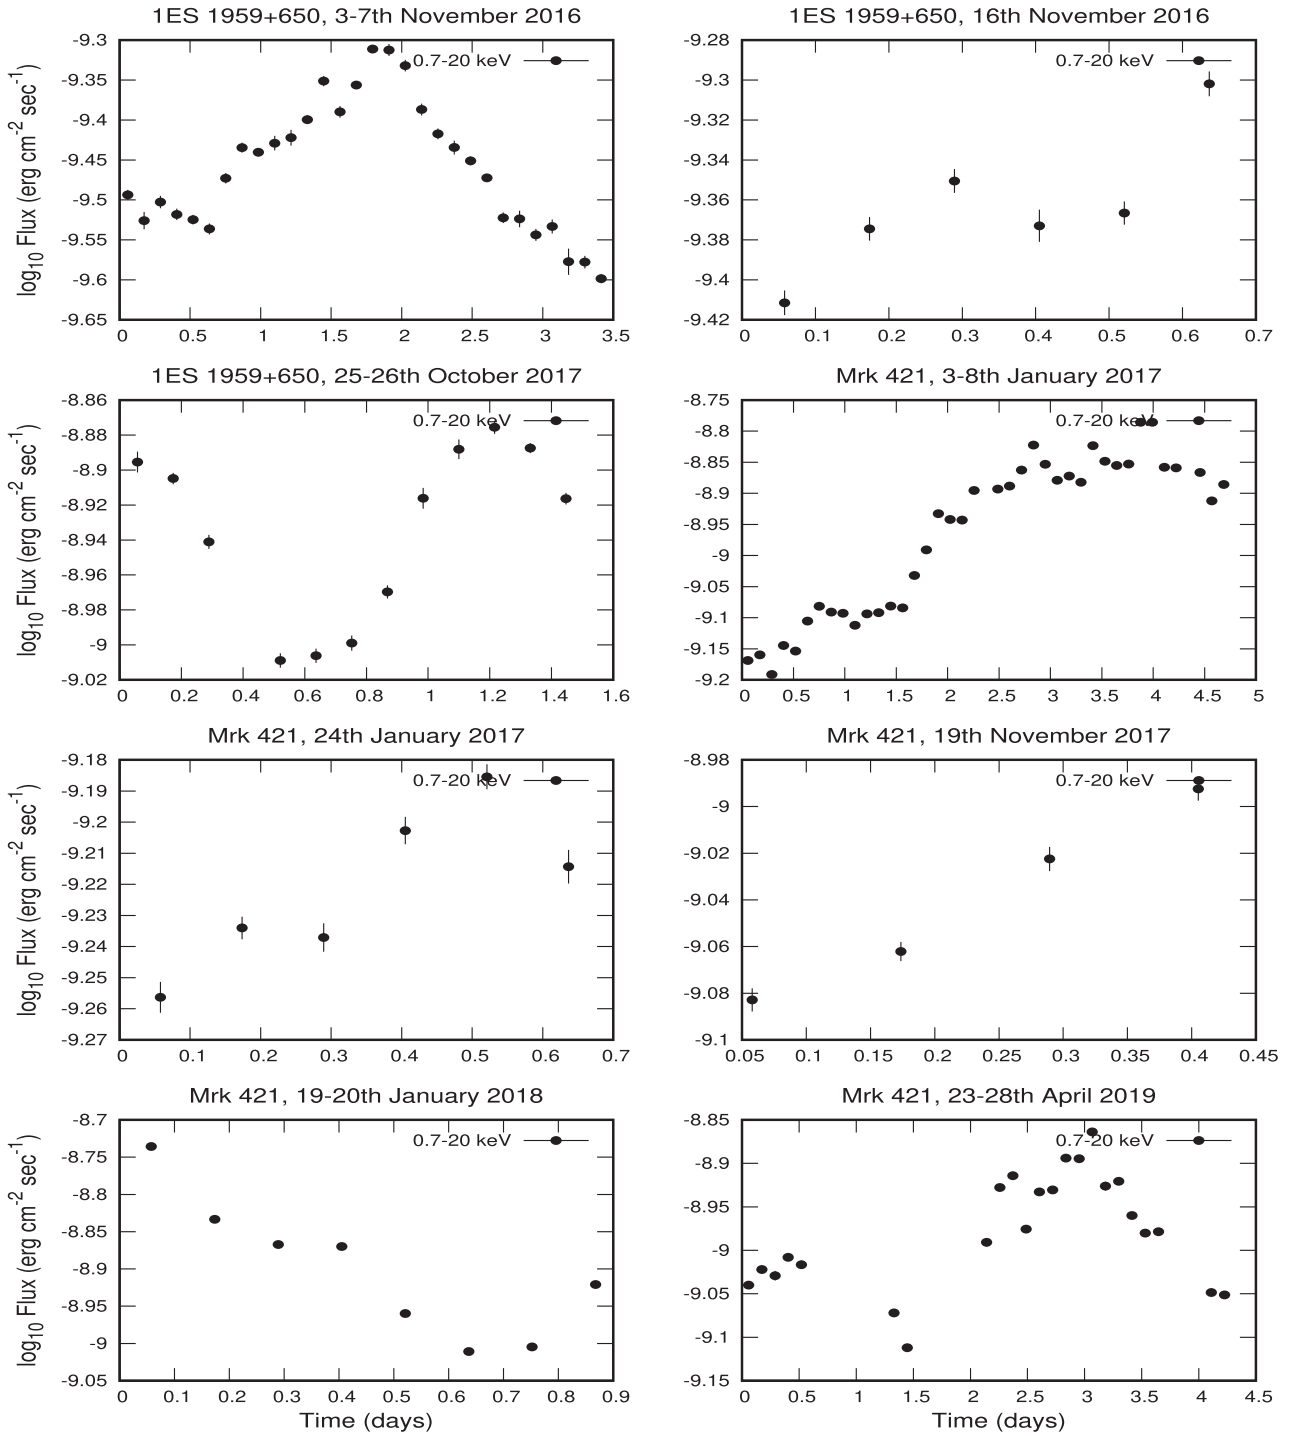 1ES 1959+650, 3-7th November 2016
log10 Flux (erg cm-2 sec-1)
0.7-20 keV
-9.3
-9.35
-9.4
-9.45
-9.5
-9.55
-9.6
-9.65
0 0.5 1 1.5 2 2.5 3 3.5
1ES 1959+650, 16th November 2016
0.7-20 keV
-9.28
-9.3
-9.32
-9.34
-9.36
-9.38
-9.4
-9.42
0 0.1 0.2 0.3 0.4 0.5 0.6 0.7
1ES 1959+650, 25-26th October 2017
log10 Flux (erg cm-2 sec-1)
0.7-20 keV
-8.86
-8.88
-8.9
-8.92
-8.94
-8.96
-8.98
-9
-9.02
0 0.2 0.4 0.6 0.8 1 1.2 1.4 1.6
Mrk 421, 3-8th January 2017
0.7-20 keV
-8.75
-8.8
-8.85
-8.9
-8.95
-9
-9.05
-9.1
-9.15
-9.2
0 0.5 1 1.5 2 2.5 3 3.5 4 4.5 5
Mrk 421, 24th January 2017
log10 Flux (erg cm-2 sec-1)
0.7-20 keV
-9.18
-9.19
-9.2
-9.21
-9.22
-9.23
-9.24
-9.25
-9.26
-9.27
0 0.1 0.2 0.3 0.4 0.5 0.6 0.7
Mrk 421, 19th November 2017
0.7-20 keV
-8.98
-9
-9.02
-9.04
-9.06
-9.08
-9.1
0.05 0.1 0.15 0.2 0.25 0.3 0.35 0.4 0.45
Mrk 421, 19-20th January 2018
log10 Flux (erg cm-2 sec-1)
0.7-20 keV
-8.7
-8.75
-8.8
-8.85
-8.9
-8.95
-9
-9.05
0 0.1 0.2 0.3 0.4 0.5 0.6 0.7 0.8 0.9
Time (days)
Mrk 421, 23-28th April 2019
0.7-20 keV
-8.85
-8.9
-8.95
-9
-9.05
-9.1
-9.15
0 0.5 1 1.5 2 2.5 3 3.5 4 4.5
Time (days)